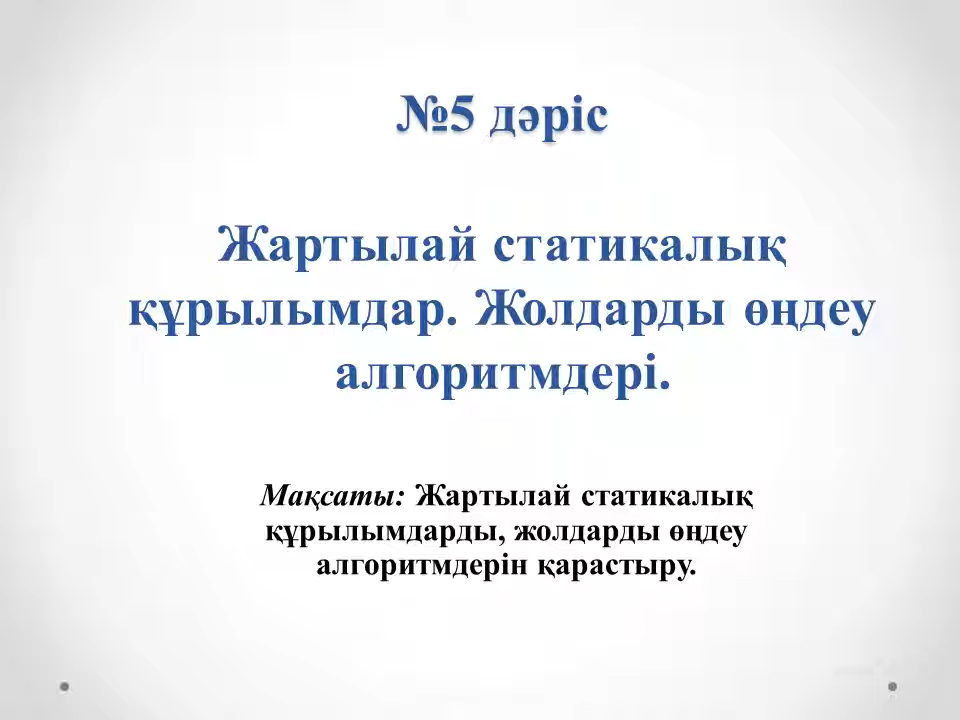 №5 дәріс
Жартылай статикалық
құрылымдар. Жолдарды өңдеу
алгоритмдері.
Мақсаты: Жартылай статикалық
құрылымдарды, жолдарды өңдеу
алгоритмдерін қарастыру.